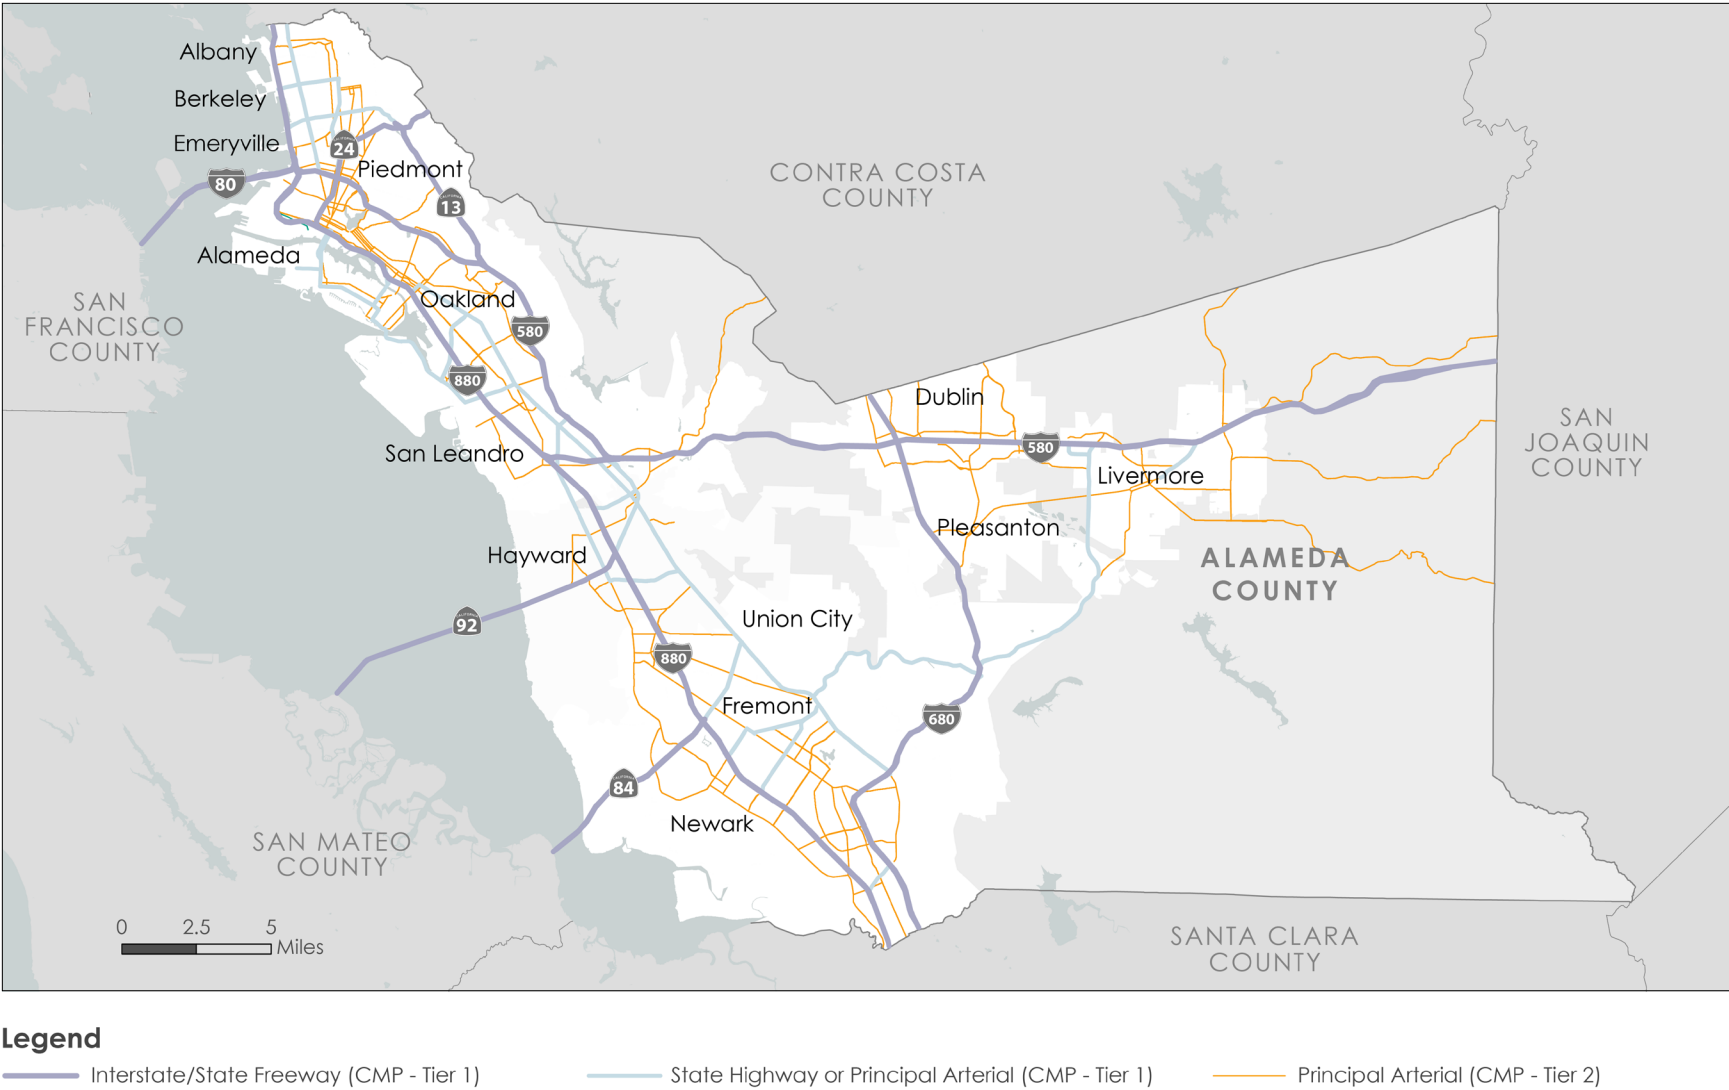 Albany
Berkeley
Emeryville
24
Piedmont
80
13
CONTRA COSTA
COUNTY
Alameda
Oakland
SAN
FRANCISCO
COUNTY
580
880
Dublin
San Leandro
580
Livermore
SAN
JOAQUIN
COUNTY
Pleasanton
Hayward
ALAMEDA
COUNTY
92
Union City
880
Fremont
680
84
Newark
SAN MATEO
COUNTY
0 2.5 5
Miles
SANTA CLARA
COUNTY
Legend
Interstate/State Freeway (CMP - Tier 1)
State Highway or Principal Arterial (CMP - Tier 1)
Principal Arterial (CMP - Tier 2)